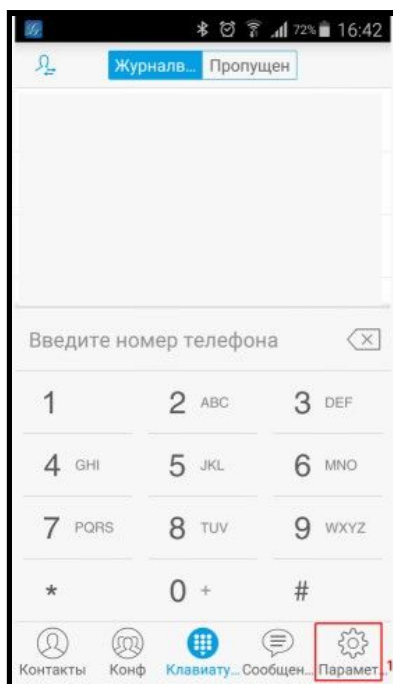 72% 16:42
Журналв... Пропущен
Введите номер телефона
1 2 ABC 3 DEF
4 GHI 5 JKL 6 MNO
7 PQRS 8 TUV 9 WXYZ
* 0 + #
Контакты Конф Клавиату... Сообщен... Парамет... 1